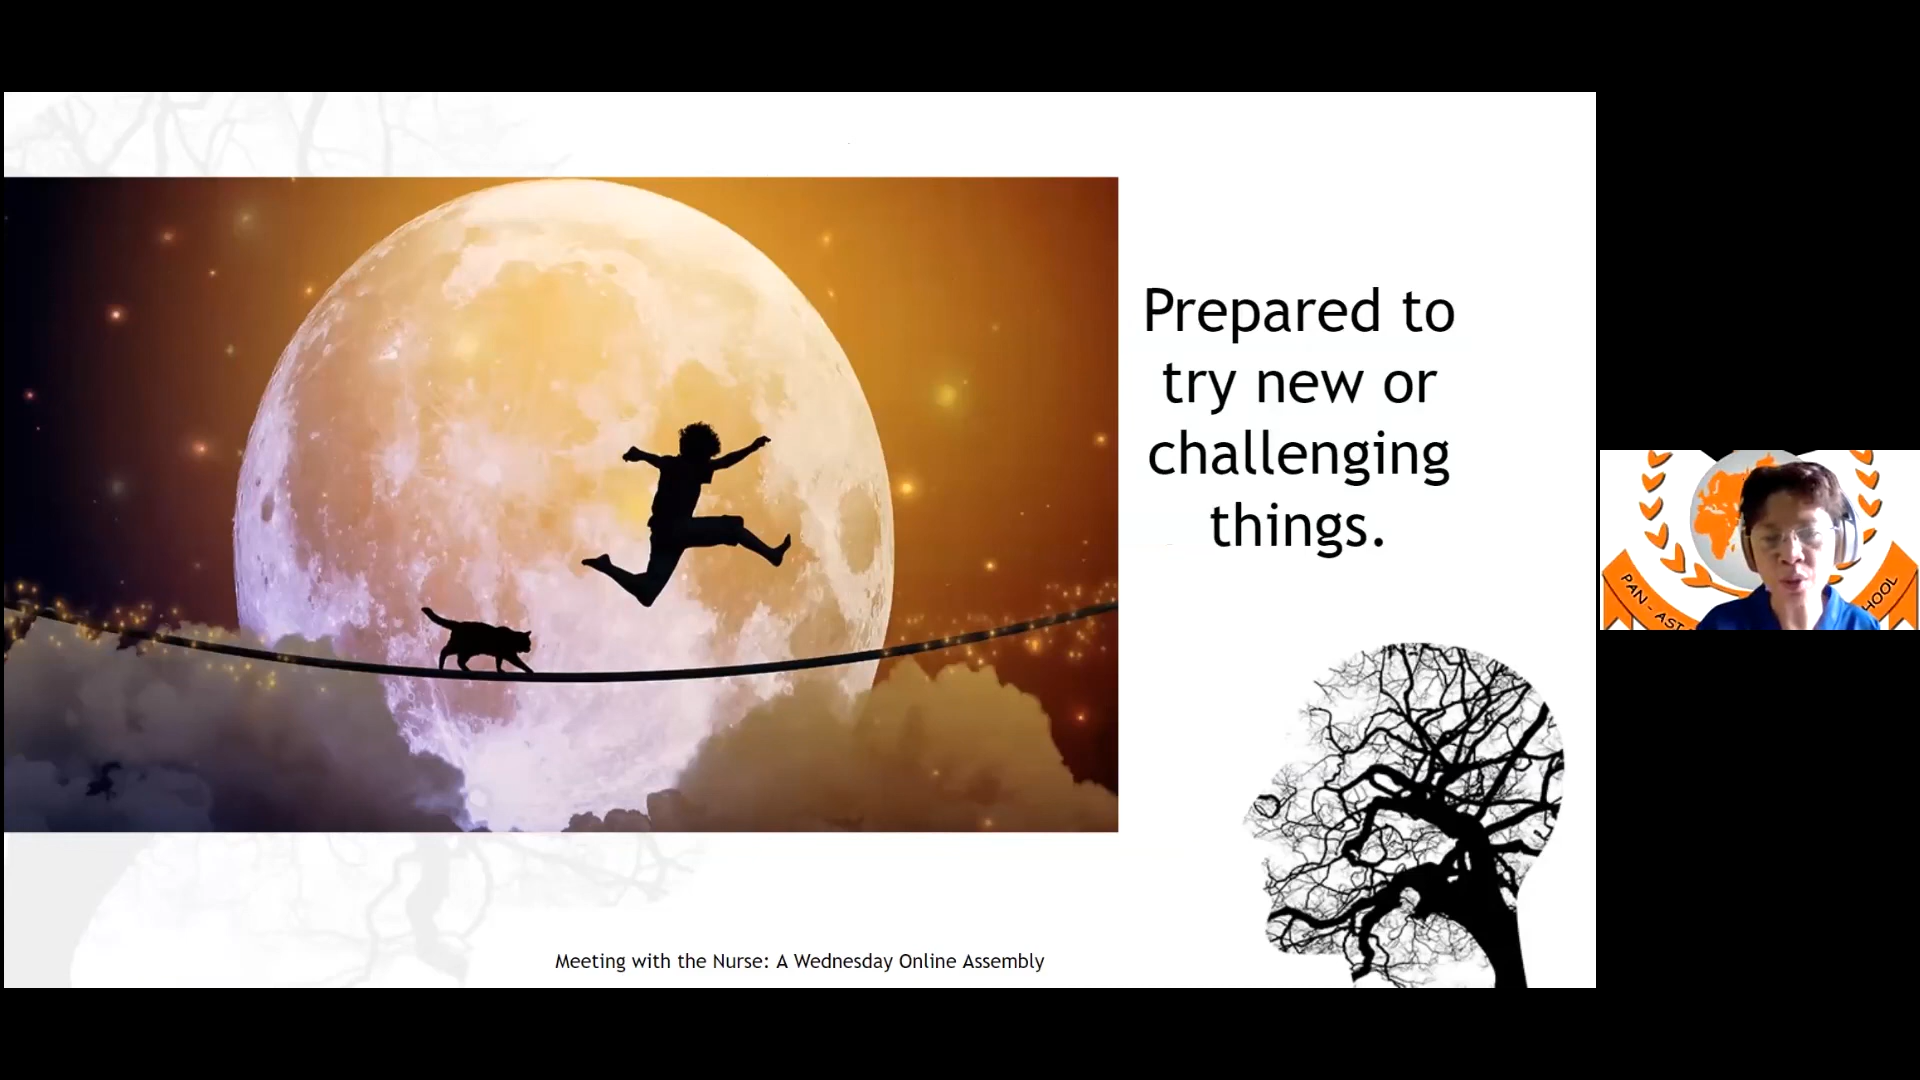 Prepared to
try new or
challenging
things.
PAN - AST
HOOL
Meeting with the Nurse: A Wednesday Online Assembly